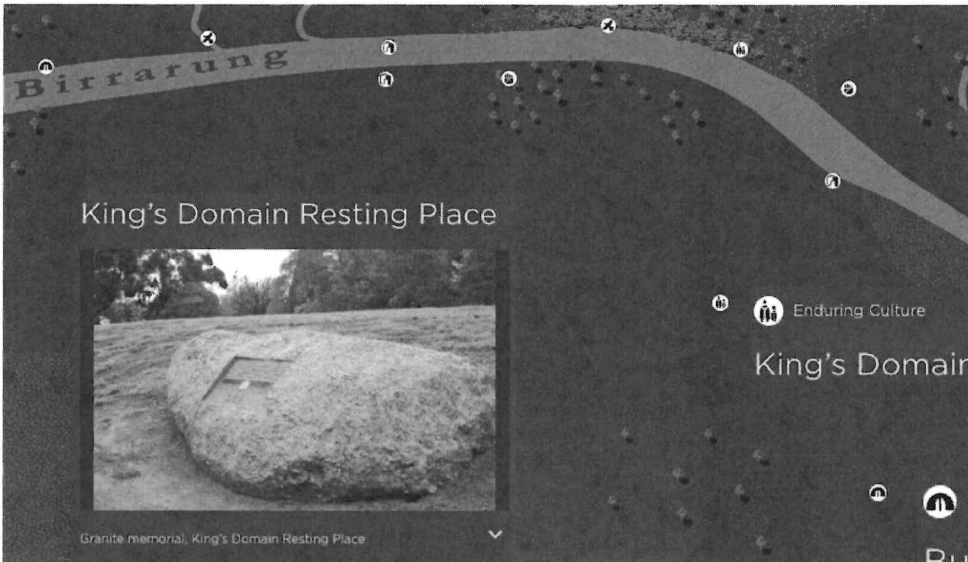 Birrarung
King's Domain Resting Place
Enduring Culture
King's Domain
Granite memorial, King's Domain Resting Place